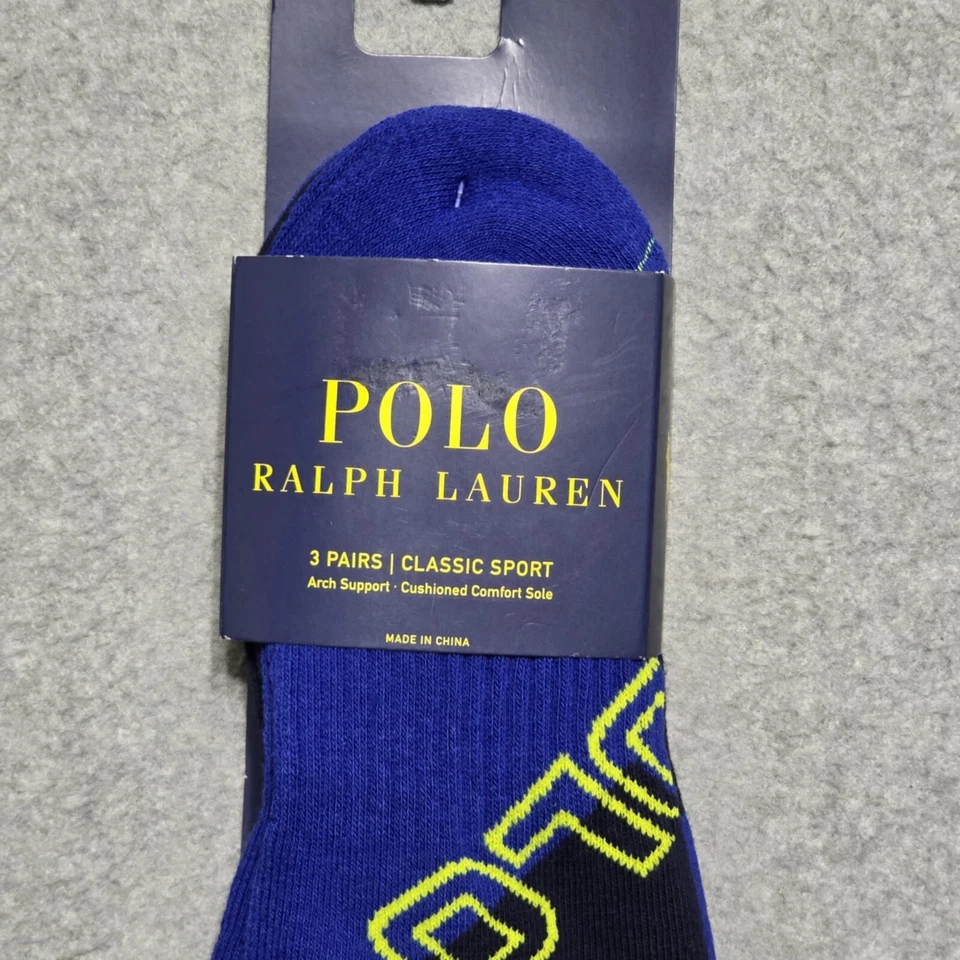 POLO
RALPH LAUREN
3 PAIRS | CLASSIC SPORT
Arch Support · Cushioned Comfort Sole
MADE IN CHINA